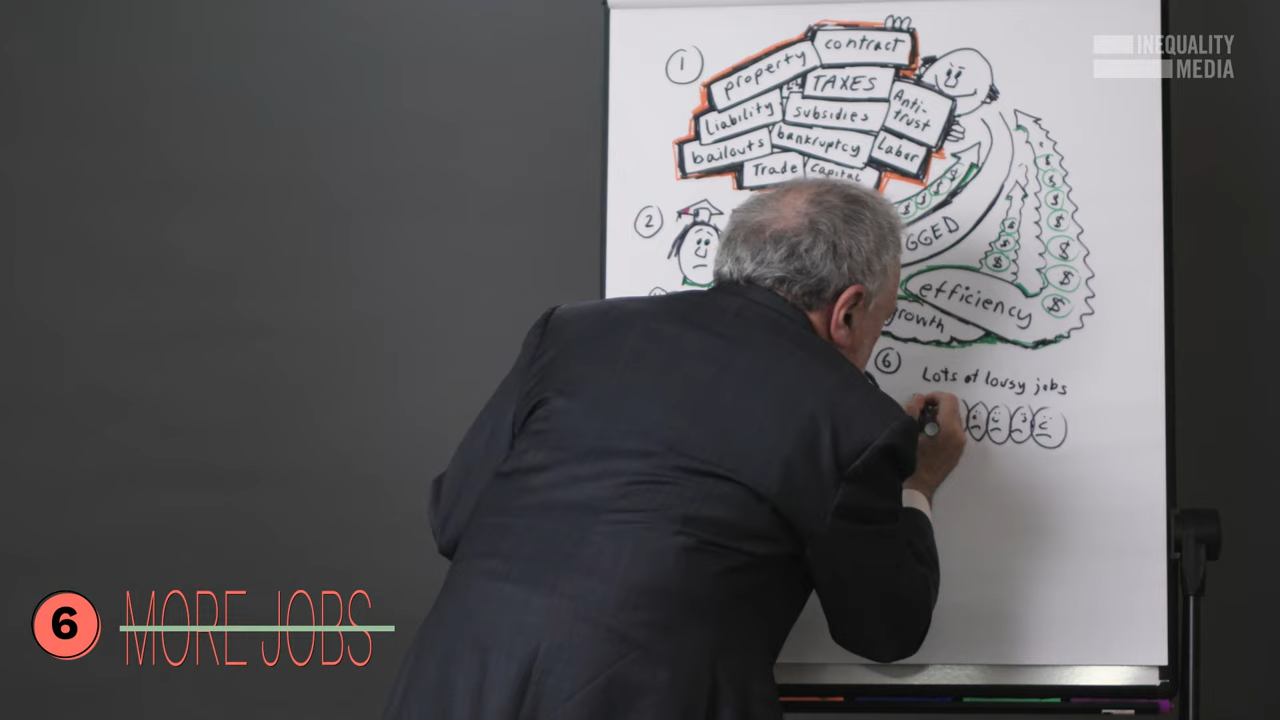 INEQUALITY
MEDIA
1
contract
property
TAXES
Anti-
trust
Liability
subsidies
bailouts
bankruptcy
Labor
Trade
Capital
2
GGED
$ $ $ $
$
$
$
$
$
$
$
$
$
$
efficiency
growth
6
Lots of lousy jobs
6 MORE JOBS